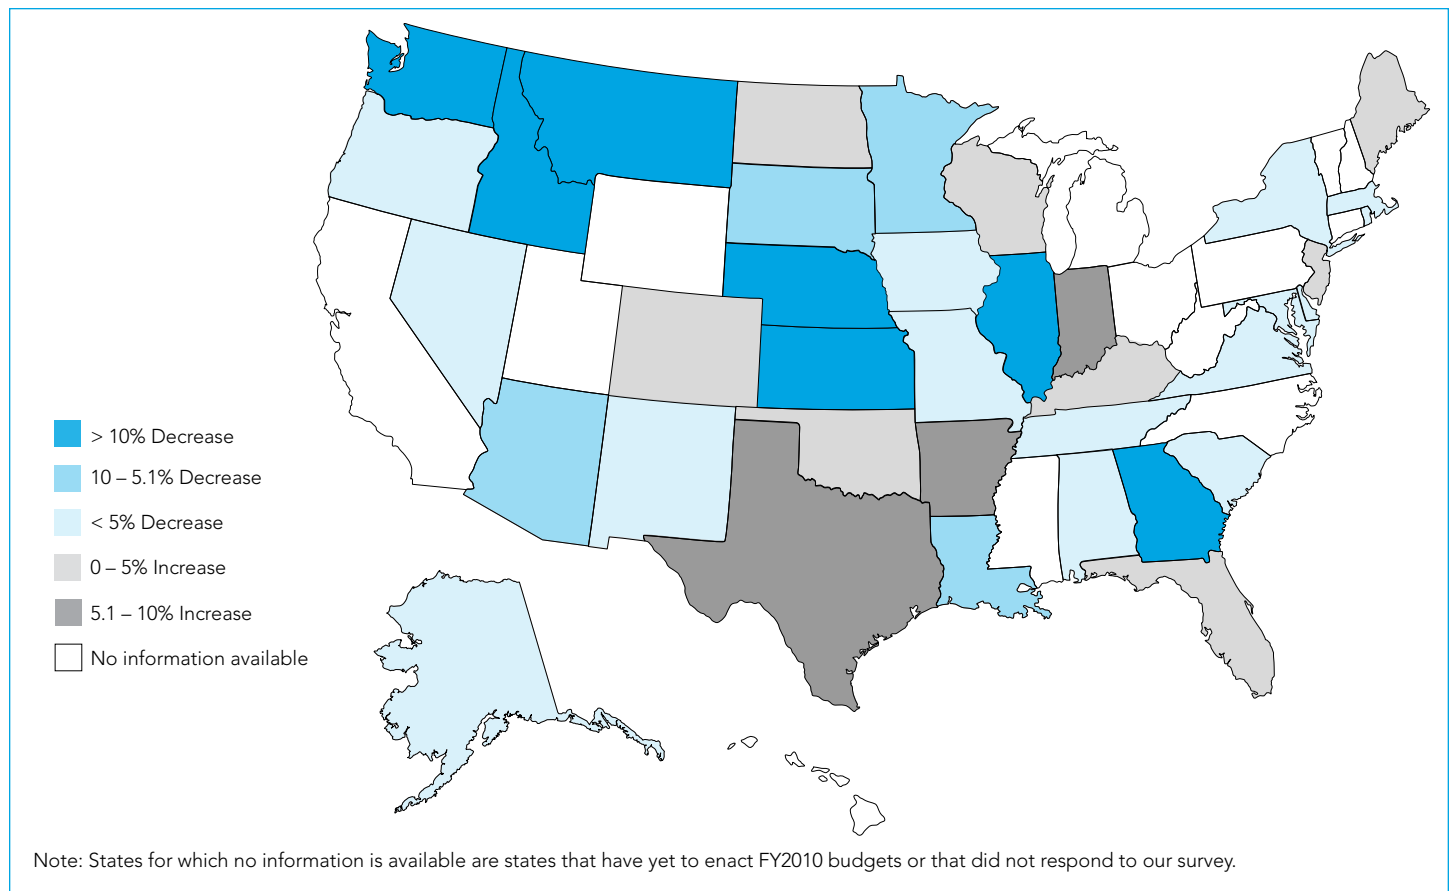 > 10% Decrease
10 – 5.1% Decrease
< 5% Decrease
0 – 5% Increase
5.1 – 10% Increase
No information available
Note: States for which no information is available are states that have yet to enact FY2010 budgets or that did not respond to our survey.